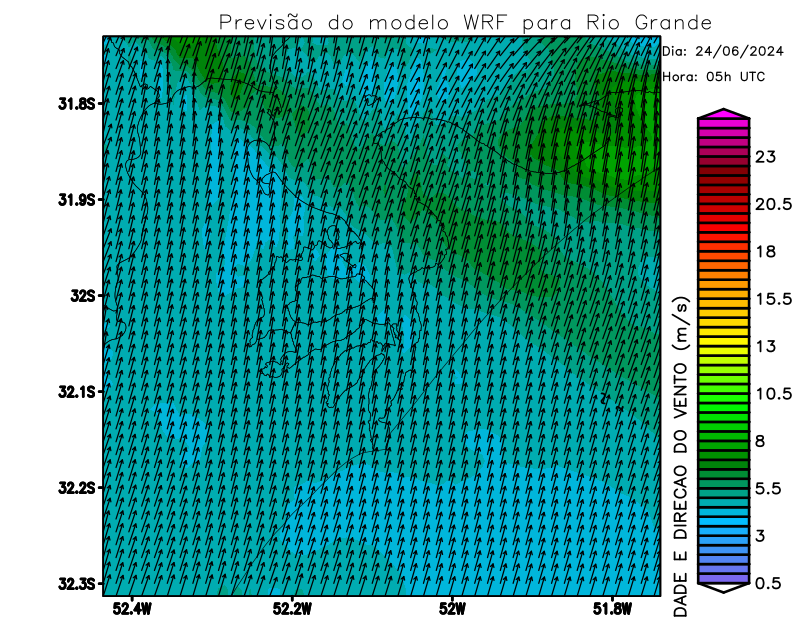 Previsão do modelo WRF para Rio Grande
Dia: 24/06/2024
Hora: 05h UTC
31.8S
31.9S
32S
32.1S
32.2S
32.3S
52.4W
52.2W
52W
51.8W
23
20.5
18
15.5
13
10.5
8
5.5
3
0.5
DADE E DIRECAO DO VENTO (m/s)